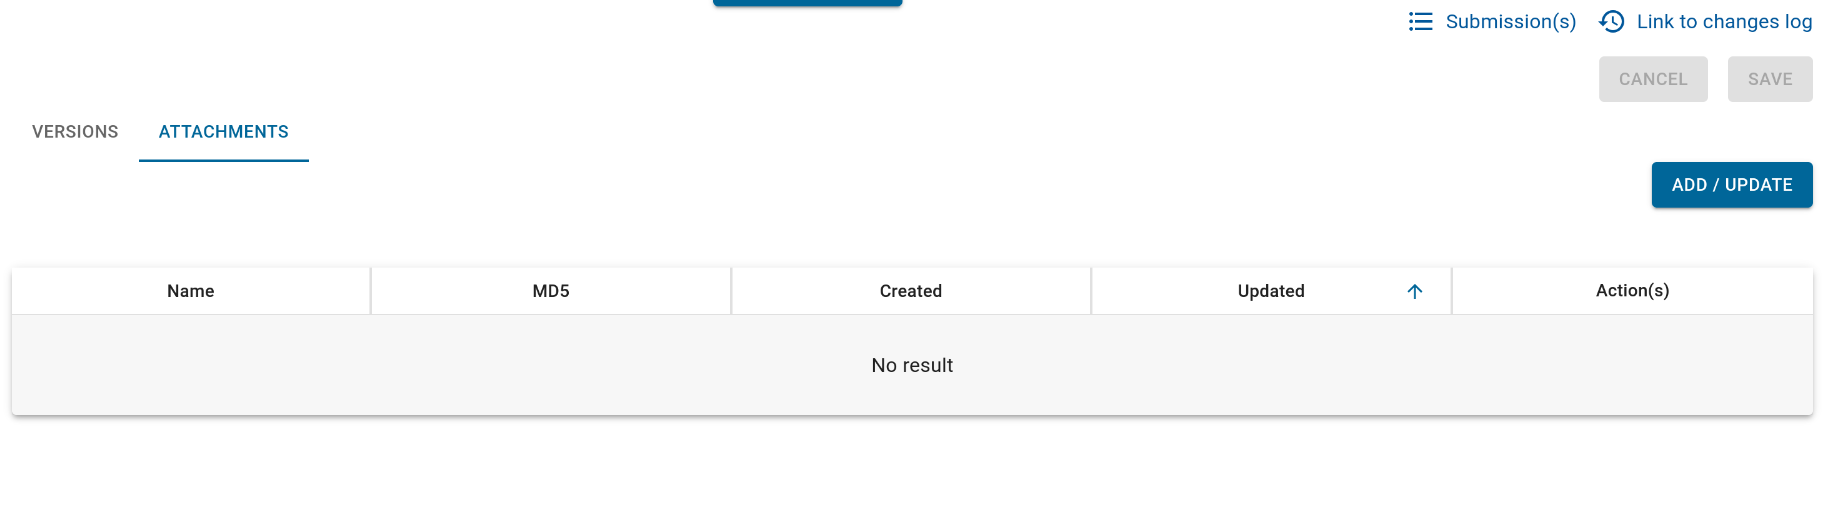 Submission(s) Link to changes log
CANCEL SAVE
VERSIONS ATTACHMENTS
ADD / UPDATE
Name MD5 Created Updated Action(s)
No result